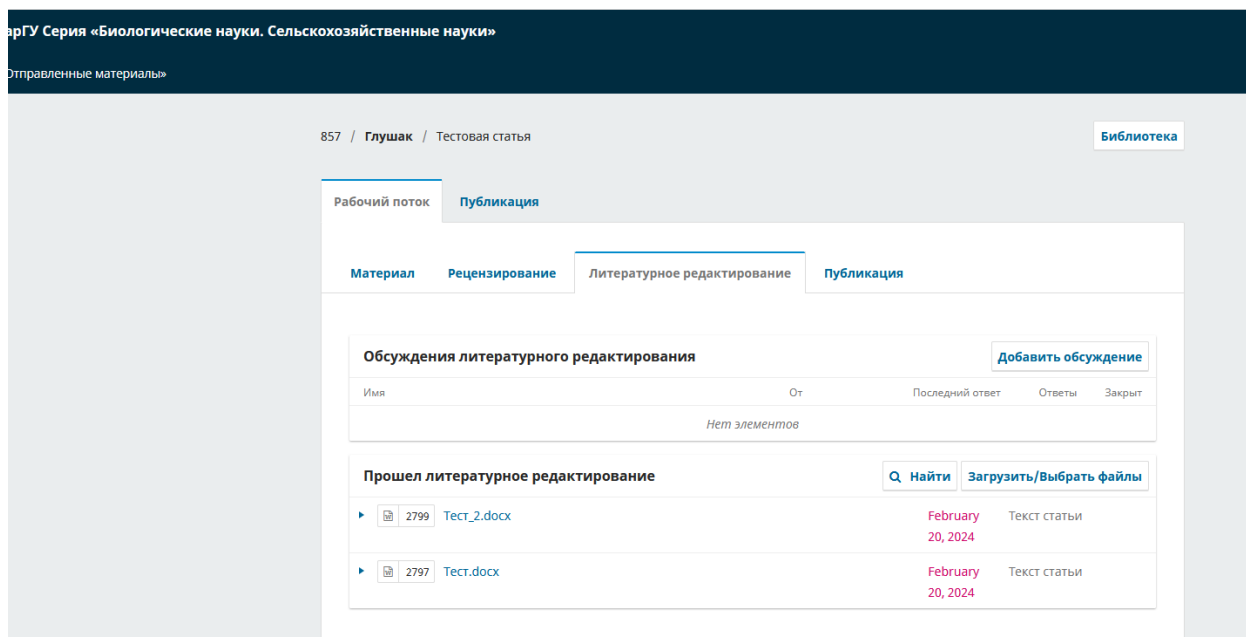 арГУ Серия «Биологические науки. Сельскохозяйственные науки»
Отправленные материалы»
857 / Глушак / Тестовая статья
Библиотека
Рабочий поток Публикация
Материал Рецензирование Литературное редактирование Публикация
Обсуждения литературного редактирования Добавить обсуждение
Имя От Последний ответ Ответы Закрыт
Нет элементов
Прошел литературное редактирование Найти Загрузить/Выбрать файлы
2799 Тест_2.docx February Текст статьи
20, 2024
2797 Тест.docx February Текст статьи
20, 2024